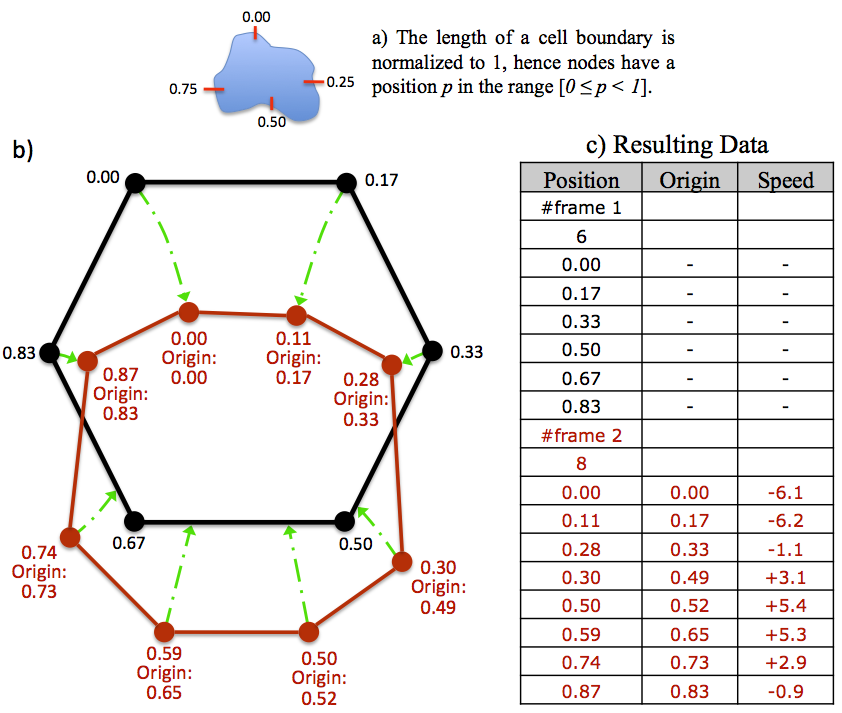 0.00
0.75
0.25
0.50
a) The length of a cell boundary is
normalized to 1, hence nodes have a
position p in the range [0 ≤ p < 1].
b)
0.00
0.17
0.83
0.33
0.00
Origin:
0.00
0.11
Origin:
0.17
0.87
Origin:
0.83
0.28
Origin:
0.33
0.67
0.50
0.74
Origin:
0.73
0.30
Origin:
0.49
0.59
Origin:
0.65
0.50
Origin:
0.52
c) Resulting Data
Position Origin Speed
#frame 1
6
0.00 - -
0.17 - -
0.33 - -
0.50 - -
0.67 - -
0.83 - -
#frame 2
8
0.00 0.00 -6.1
0.11 0.17 -6.2
0.28 0.33 -1.1
0.30 0.49 +3.1
0.50 0.52 +5.4
0.59 0.65 +5.3
0.74 0.73 +2.9
0.87 0.83 -0.9